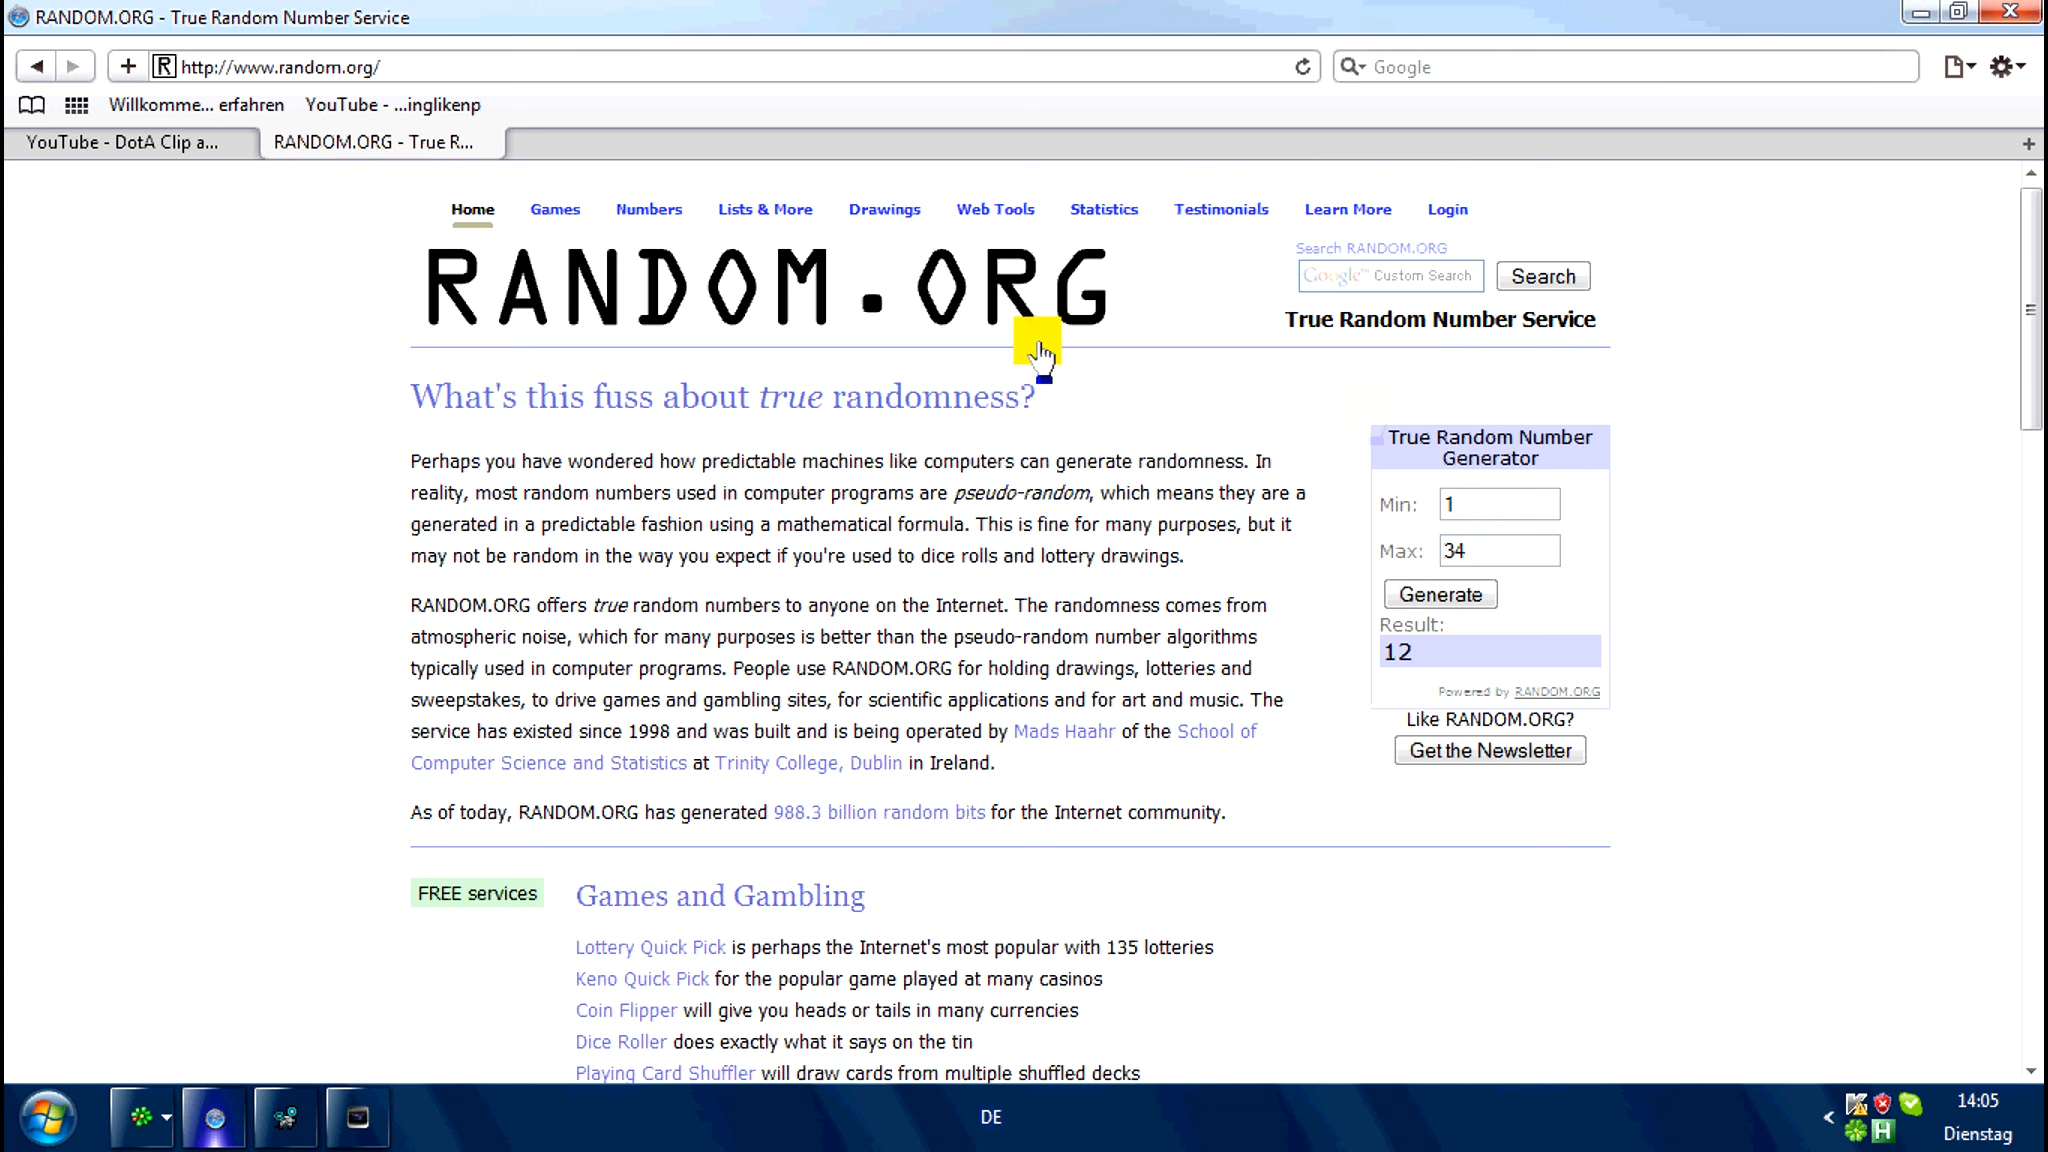 RANDOM.ORG - True Random Number Service
R http://www.random.org/
Google
Willkomme... erfahren YouTube - ...inglikenp
YouTube - DotA Clip a... RANDOM.ORG - True R...
Home Games Numbers Lists & More Drawings Web Tools Statistics Testimonials Learn More Login
RANDOM.ORG
Search RANDOM.ORG
Google™ Custom Search Search
True Random Number Service
What's this fuss about true randomness?
Perhaps you have wondered how predictable machines like computers can generate randomness. In
reality, most random numbers used in computer programs are pseudo-random, which means they are a
generated in a predictable fashion using a mathematical formula. This is fine for many purposes, but it
may not be random in the way you expect if you're used to dice rolls and lottery drawings.
RANDOM.ORG offers true random numbers to anyone on the Internet. The randomness comes from
atmospheric noise, which for many purposes is better than the pseudo-random number algorithms
typically used in computer programs. People use RANDOM.ORG for holding drawings, lotteries and
sweepstakes, to drive games and gambling sites, for scientific applications and for art and music. The
service has existed since 1998 and was built and is being operated by Mads Haahr of the School of
Computer Science and Statistics at Trinity College, Dublin in Ireland.
As of today, RANDOM.ORG has generated 988.3 billion random bits for the Internet community.
True Random Number
Generator
Min: 1
Max: 34
Generate
Result:
12
Powered by RANDOM.ORG
Like RANDOM.ORG?
Get the Newsletter
FREE services
Games and Gambling
Lottery Quick Pick is perhaps the Internet's most popular with 135 lotteries
Keno Quick Pick for the popular game played at many casinos
Coin Flipper will give you heads or tails in many currencies
Dice Roller does exactly what it says on the tin
Playing Card Shuffler will draw cards from multiple shuffled decks
DE
H
14:05
Dienstag